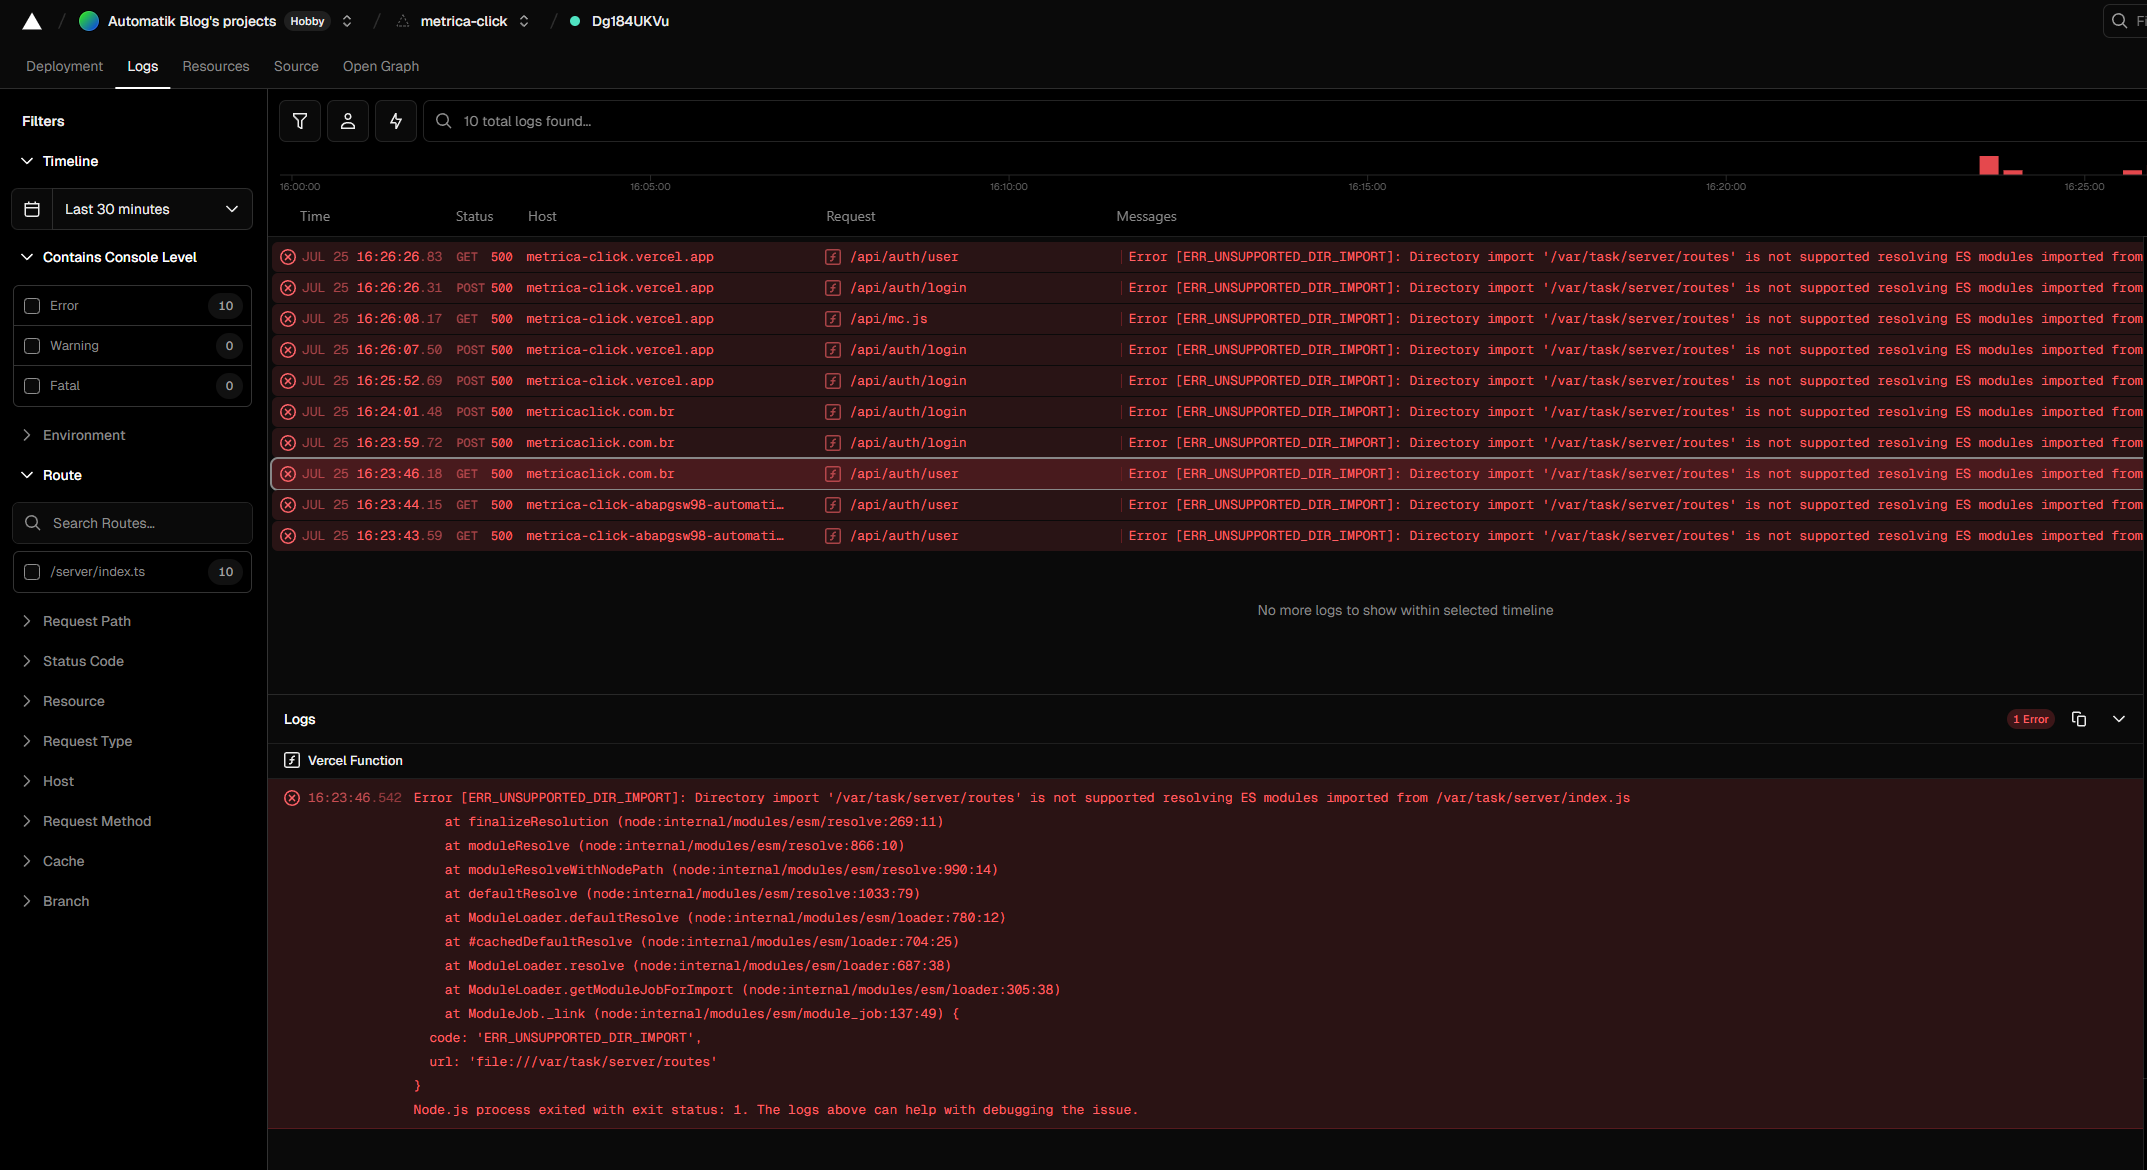 Automatik Blog's projects Hobby / metrica-click / Dg184UKVu
Deployment Logs Resources Source Open Graph
Filters
Timeline
Last 30 minutes
Contains Console Level
Error 10
Warning 0
Fatal 0
Environment
Route
Search Routes...
/server/index.ts 10
Request Path
Status Code
Resource
Request Type
Host
Request Method
Cache
Branch
10 total logs found...
16:00:00 16:05:00 16:10:00 16:15:00 16:20:00 16:25:00
Time Status Host Request Messages
JUL 25 16:26:26.83 GET 500 metrica-click.vercel.app /api/auth/user Error [ERR_UNSUPPORTED_DIR_IMPORT]: Directory import '/var/task/server/routes' is not supported resolving ES modules imported from
JUL 25 16:26:26.31 POST 500 metrica-click.vercel.app /api/auth/login Error [ERR_UNSUPPORTED_DIR_IMPORT]: Directory import '/var/task/server/routes' is not supported resolving ES modules imported from
JUL 25 16:26:08.17 GET 500 metrica-click.vercel.app /api/mc.js Error [ERR_UNSUPPORTED_DIR_IMPORT]: Directory import '/var/task/server/routes' is not supported resolving ES modules imported from
JUL 25 16:26:07.50 POST 500 metrica-click.vercel.app /api/auth/login Error [ERR_UNSUPPORTED_DIR_IMPORT]: Directory import '/var/task/server/routes' is not supported resolving ES modules imported from
JUL 25 16:25:52.69 POST 500 metrica-click.vercel.app /api/auth/login Error [ERR_UNSUPPORTED_DIR_IMPORT]: Directory import '/var/task/server/routes' is not supported resolving ES modules imported from
JUL 25 16:24:01.48 POST 500 metricaclick.com.br /api/auth/login Error [ERR_UNSUPPORTED_DIR_IMPORT]: Directory import '/var/task/server/routes' is not supported resolving ES modules imported from
JUL 25 16:23:59.72 POST 500 metricaclick.com.br /api/auth/login Error [ERR_UNSUPPORTED_DIR_IMPORT]: Directory import '/var/task/server/routes' is not supported resolving ES modules imported from
JUL 25 16:23:46.18 GET 500 metricaclick.com.br /api/auth/user Error [ERR_UNSUPPORTED_DIR_IMPORT]: Directory import '/var/task/server/routes' is not supported resolving ES modules imported from
JUL 25 16:23:44.15 GET 500 metrica-click-abapgsw98-automati... /api/auth/user Error [ERR_UNSUPPORTED_DIR_IMPORT]: Directory import '/var/task/server/routes' is not supported resolving ES modules imported from
JUL 25 16:23:43.59 GET 500 metrica-click-abapgsw98-automati... /api/auth/user Error [ERR_UNSUPPORTED_DIR_IMPORT]: Directory import '/var/task/server/routes' is not supported resolving ES modules imported from
No more logs to show within selected timeline
Logs 1 Error
Vercel Function
16:23:46.542 Error [ERR_UNSUPPORTED_DIR_IMPORT]: Directory import '/var/task/server/routes' is not supported resolving ES modules imported from /var/task/server/index.js
at finalizeResolution (node:internal/modules/esm/resolve:269:11)
at moduleResolve (node:internal/modules/esm/resolve:866:10)
at moduleResolveWithNodePath (node:internal/modules/esm/resolve:990:14)
at defaultResolve (node:internal/modules/esm/resolve:1033:79)
at ModuleLoader.defaultResolve (node:internal/modules/esm/loader:780:12)
at #cachedDefaultResolve (node:internal/modules/esm/loader:704:25)
at ModuleLoader.resolve (node:internal/modules/esm/loader:687:38)
at ModuleLoader.getModuleJobForImport (node:internal/modules/esm/loader:305:38)
at ModuleJob._link (node:internal/modules/esm/module_job:137:49) {
code: 'ERR_UNSUPPORTED_DIR_IMPORT',
url: 'file:///var/task/server/routes'
}
Node.js process exited with exit status: 1. The logs above can help with debugging the issue.